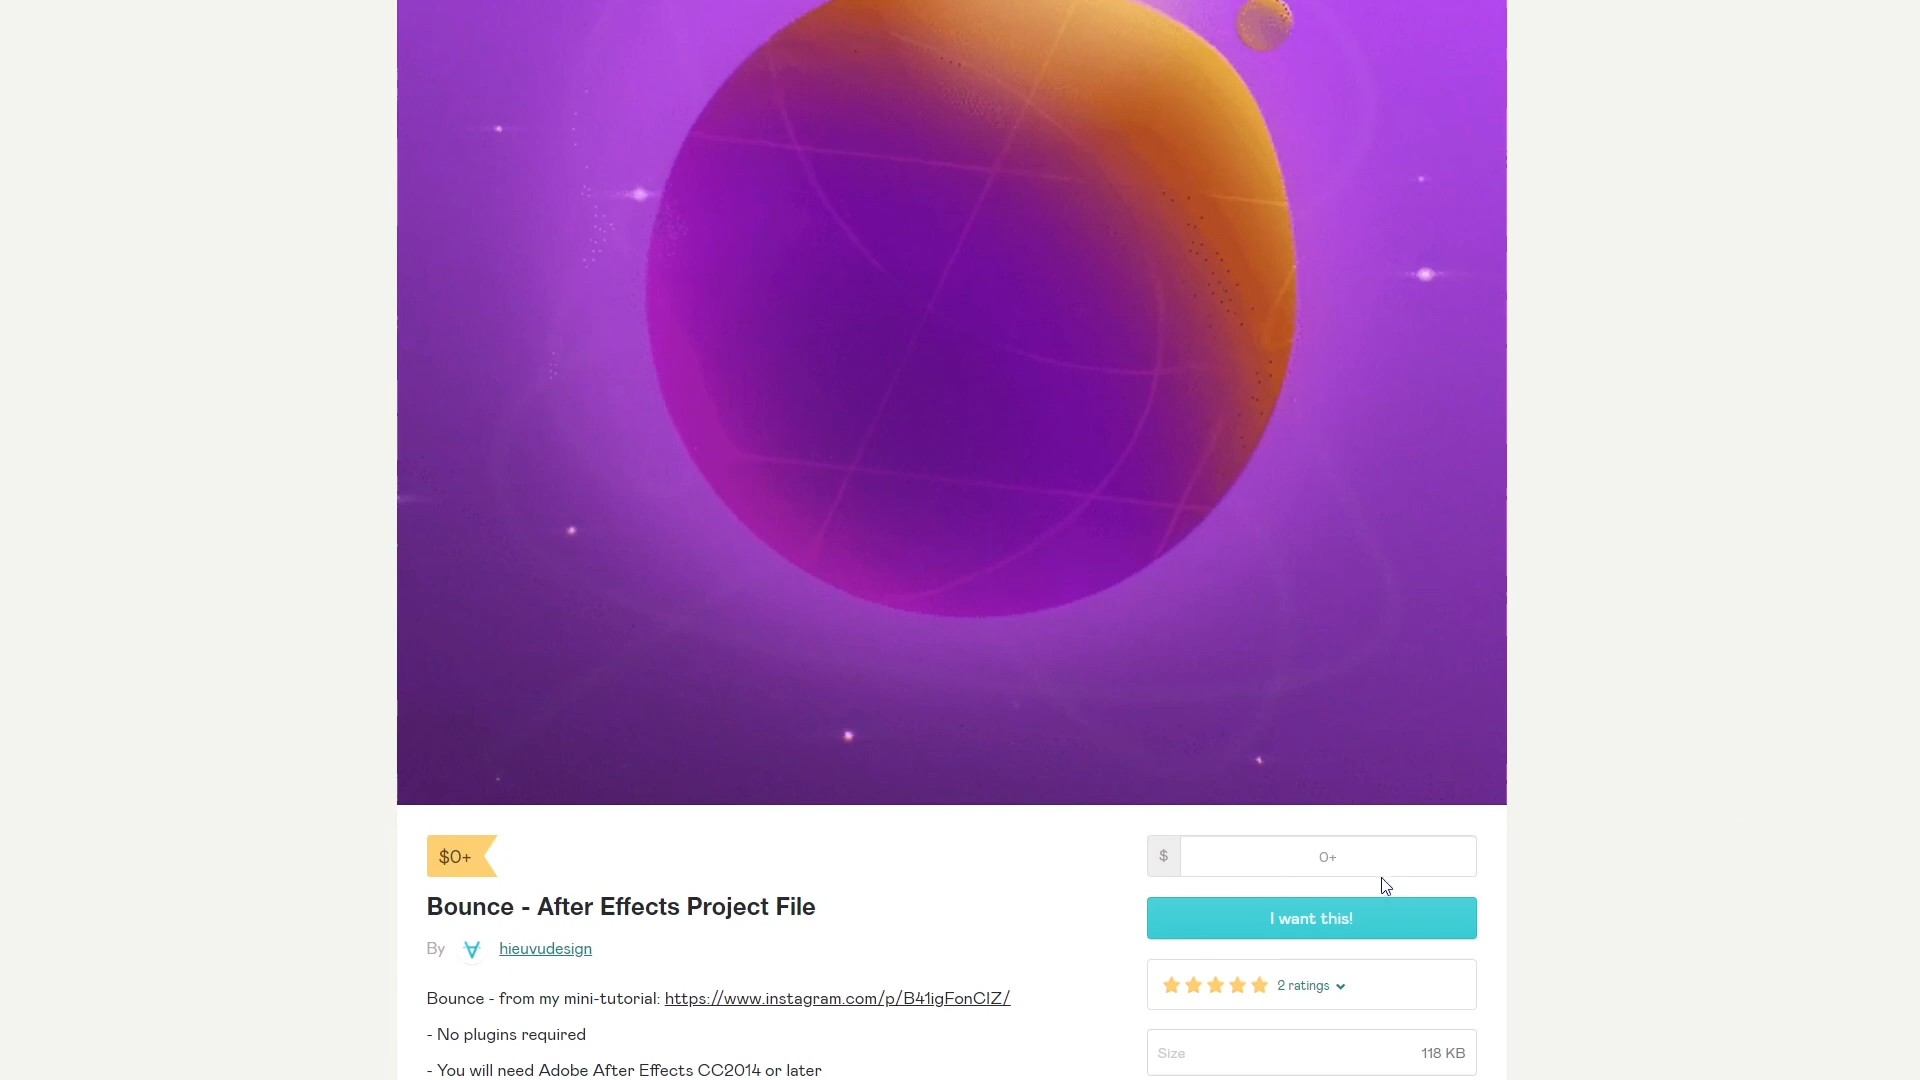 $0+
Bounce - After Effects Project File
By hieuvudesign
Bounce - from my mini-tutorial: https://www.instagram.com/p/B41igFonCIZ/
- No plugins required
- You will need Adobe After Effects CC2014 or later
$ 0+
I want this!
2 ratings
Size 118 KB